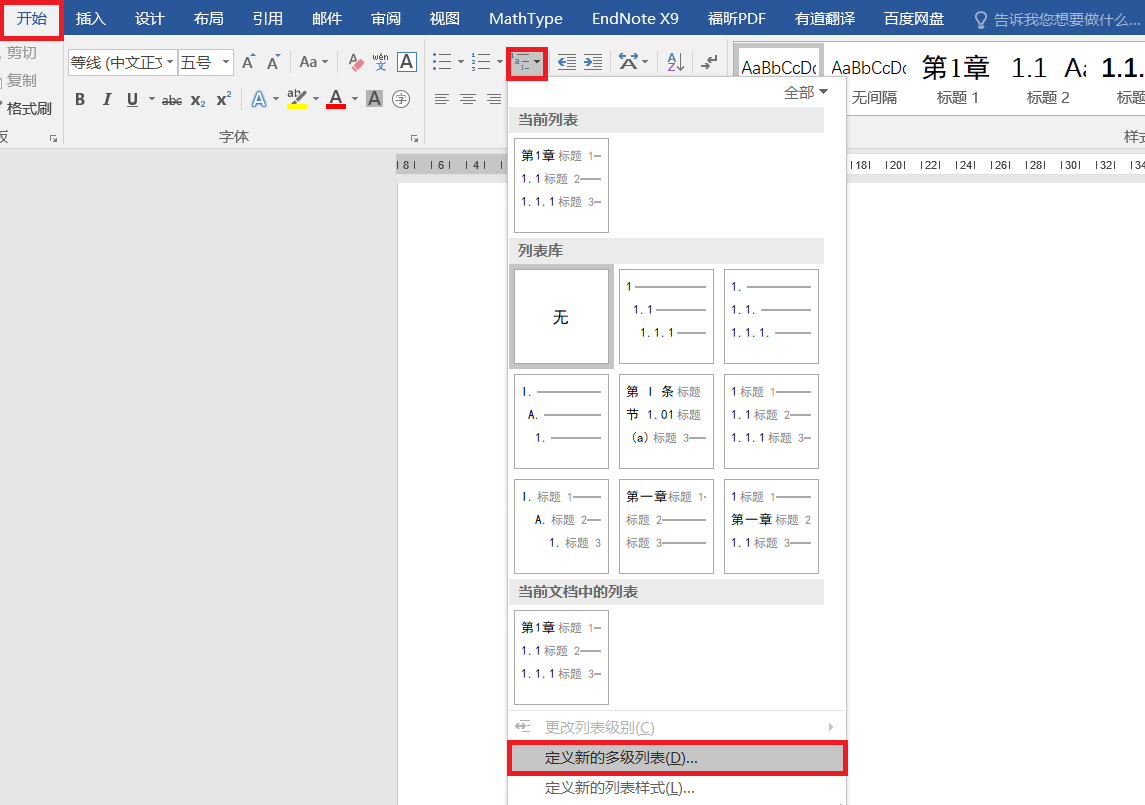 开始 插入 设计 布局 引用 邮件 审阅 视图 MathType EndNote X9 福昕PDF 有道翻译 百度网盘 告诉我您想要做什么...
剪切
复制
格式刷
等线 (中文正文 五号 Aa wén 文 A
B I U abc x₂ x² A ab A A 字
字体
AaBbCcDc AaBbCcDc 第1章 1.1 Aa 1.1.
无间隔 标题 1 标题 2 标题
样式
全部
8 6 4 18 20 22 24 26 28 30 32 34
当前列表
第1章 标题 1
1.1 标题 2
1.1.1 标题 3
列表库
无
1
1.1
1.1.1
1.
1.1.
1.1.1.
I.
A.
1.
第 I 条 标题
节 1.01 标题
(a) 标题 3
1 标题 1
1.1 标题 2
1.1.1 标题 3
I. 标题 1
A. 标题 2
1. 标题 3
第一章 标题 1
标题 2
标题 3
1 标题 1
第一章 标题 2
1.1 标题 3
当前文档中的列表
第1章 标题 1
1.1 标题 2
1.1.1 标题 3
更改列表级别(C)
定义新的多级列表(D)...
定义新的列表样式(L)...